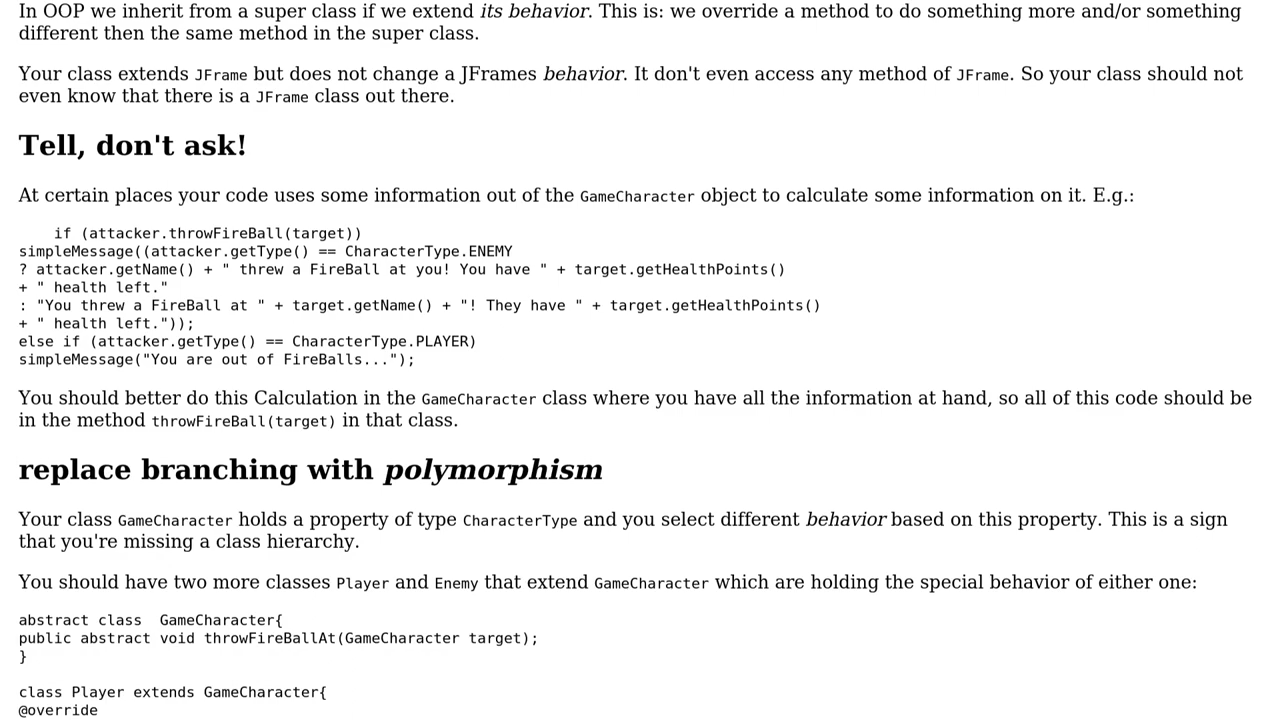 In OOP we inherit from a super class if we extend its behavior. This is: we override a method to do something more and/or something
different then the same method in the super class.
Your class extends JFrame but does not change a JFrames behavior. It don't even access any method of JFrame. So your class should not
even know that there is a JFrame class out there.
Tell, don't ask!
At certain places your code uses some information out of the GameCharacter object to calculate some information on it. E.g.:
if (attacker.throwFireBall(target))
simpleMessage((attacker.getType() == CharacterType.ENEMY
? attacker.getName() + " threw a FireBall at you! You have " + target.getHealthPoints()
+ " health left."
: "You threw a FireBall at " + target.getName() + "! They have " + target.getHealthPoints()
+ " health left."));
else if (attacker.getType() == CharacterType.PLAYER)
simpleMessage("You are out of FireBalls...");
You should better do this Calculation in the GameCharacter class where you have all the information at hand, so all of this code should be
in the method throwFireBall(target) in that class.
replace branching with polymorphism
Your class GameCharacter holds a property of type CharacterType and you select different behavior based on this property. This is a sign
that you're missing a class hierarchy.
You should have two more classes Player and Enemy that extend GameCharacter which are holding the special behavior of either one:
abstract class  GameCharacter{
public abstract void throwFireBallAt(GameCharacter target);
}
class Player extends GameCharacter{
@override